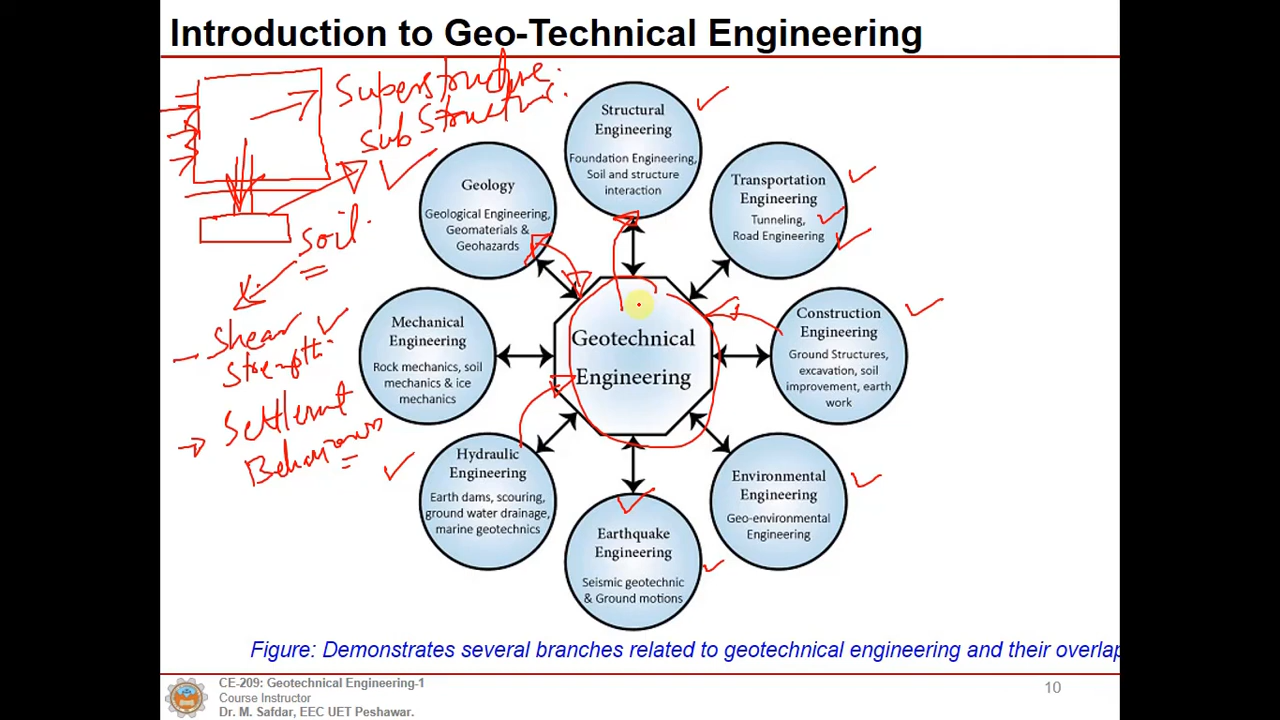 Introduction to Geo-Technical Engineering
Superstructure.
Sub Structure.
Soil.
Shear
Strength.
Settlemnt
Behaviours
Structural
Engineering
Foundation Engineering,
Soil and structure
interaction
Geology
Geological Engineering,
Geomaterials &
Geohazards
Transportation
Engineering
Tunneling,
Road Engineering
Mechanical
Engineering
Rock mechanics, soil
mechanics & ice
mechanics
Geotechnical
Engineering
Construction
Engineering
Ground Structures,
excavation, soil
improvement, earth
work
Hydraulic
Engineering
Earth dams, scouring,
ground water drainage,
marine geotechnics
Earthquake
Engineering
Seismic geotechnic
& Ground motions
Environmental
Engineering
Geo-environmental
Engineering
Figure: Demonstrates several branches related to geotechnical engineering and their overlap
CE-209: Geotechnical Engineering-1
Course Instructor
Dr. M. Safdar, EEC UET Peshawar.
10